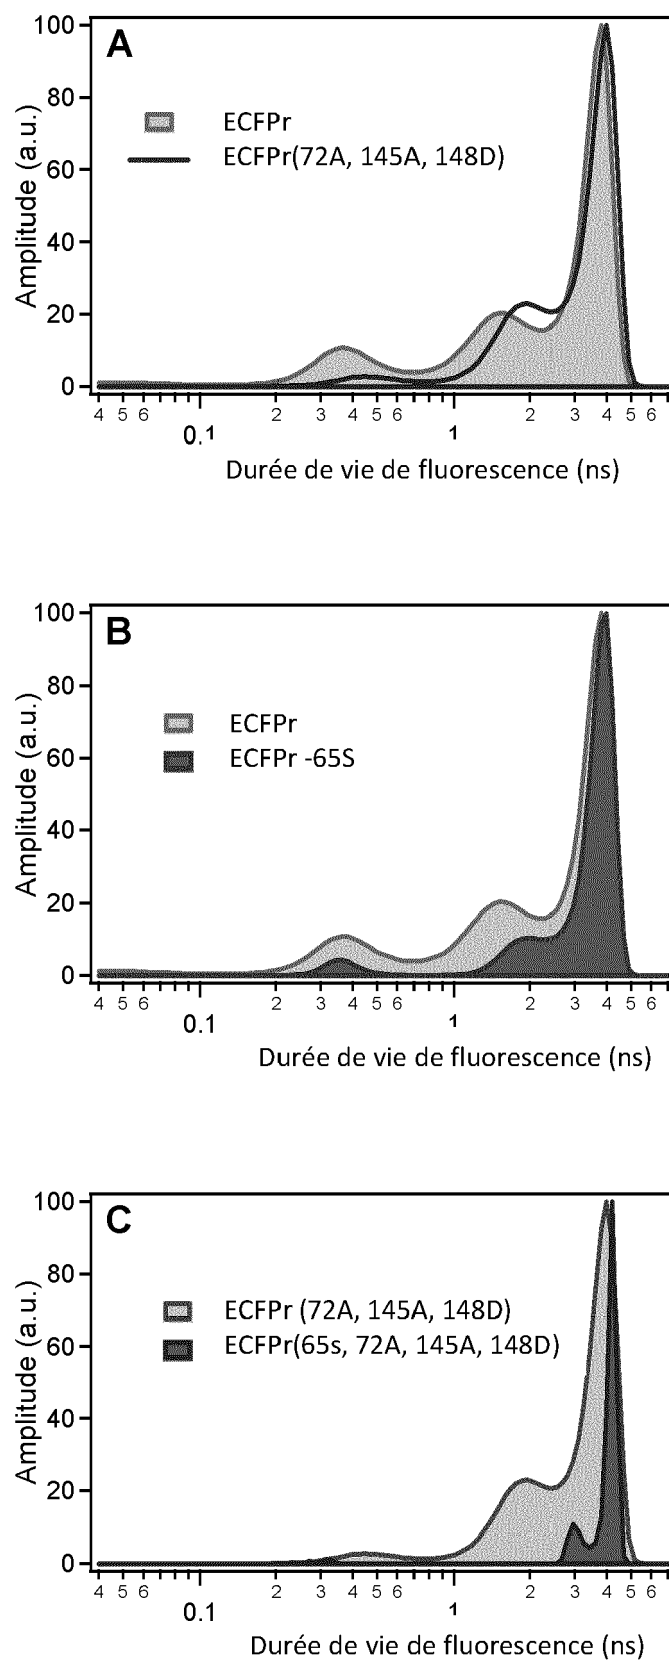 A
100
80
60
40
20
0
Amplitude (a.u.)
ECFPr
ECFPr(72A, 145A, 148D)
4 5 6 2 3 4 5 6 2 3 4 5 6
0.1 1
Durée de vie de fluorescence (ns)
B
100
80
60
40
20
0
Amplitude (a.u.)
ECFPr
ECFPr -65S
4 5 6 2 3 4 5 6 2 3 4 5 6
0.1 1
Durée de vie de fluorescence (ns)
C
100
80
60
40
20
0
Amplitude (a.u.)
ECFPr (72A, 145A, 148D)
ECFPr(65s, 72A, 145A, 148D)
4 5 6 2 3 4 5 6 2 3 4 5 6
0.1 1
Durée de vie de fluorescence (ns)